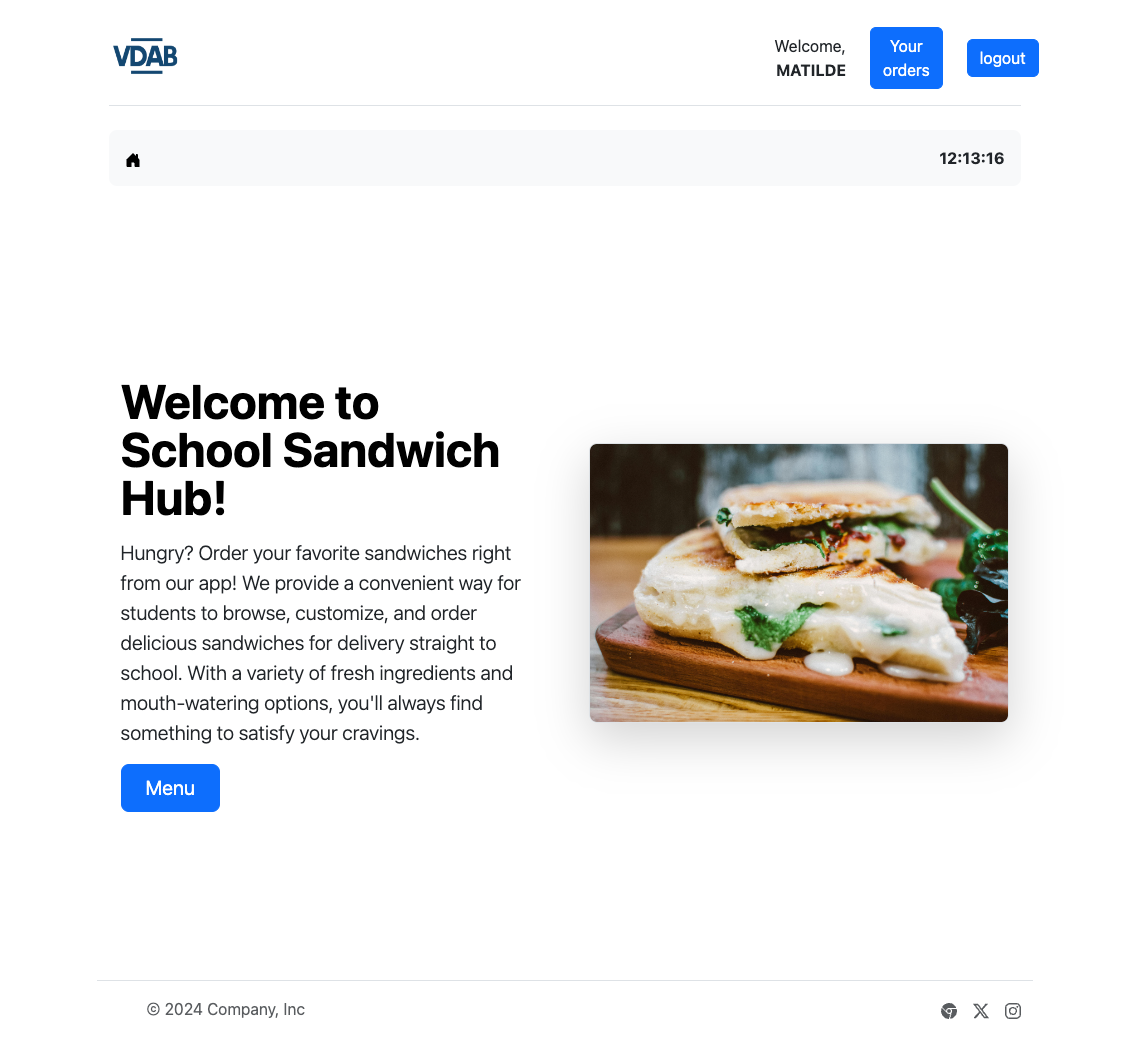 VDAB
Welcome,
MATILDE
Your
orders
logout
12:13:16
Welcome to
School Sandwich
Hub!
Hungry? Order your favorite sandwiches right
from our app! We provide a convenient way for
students to browse, customize, and order
delicious sandwiches for delivery straight to
school. With a variety of fresh ingredients and
mouth-watering options, you'll always find
something to satisfy your cravings.
Menu
© 2024 Company, Inc